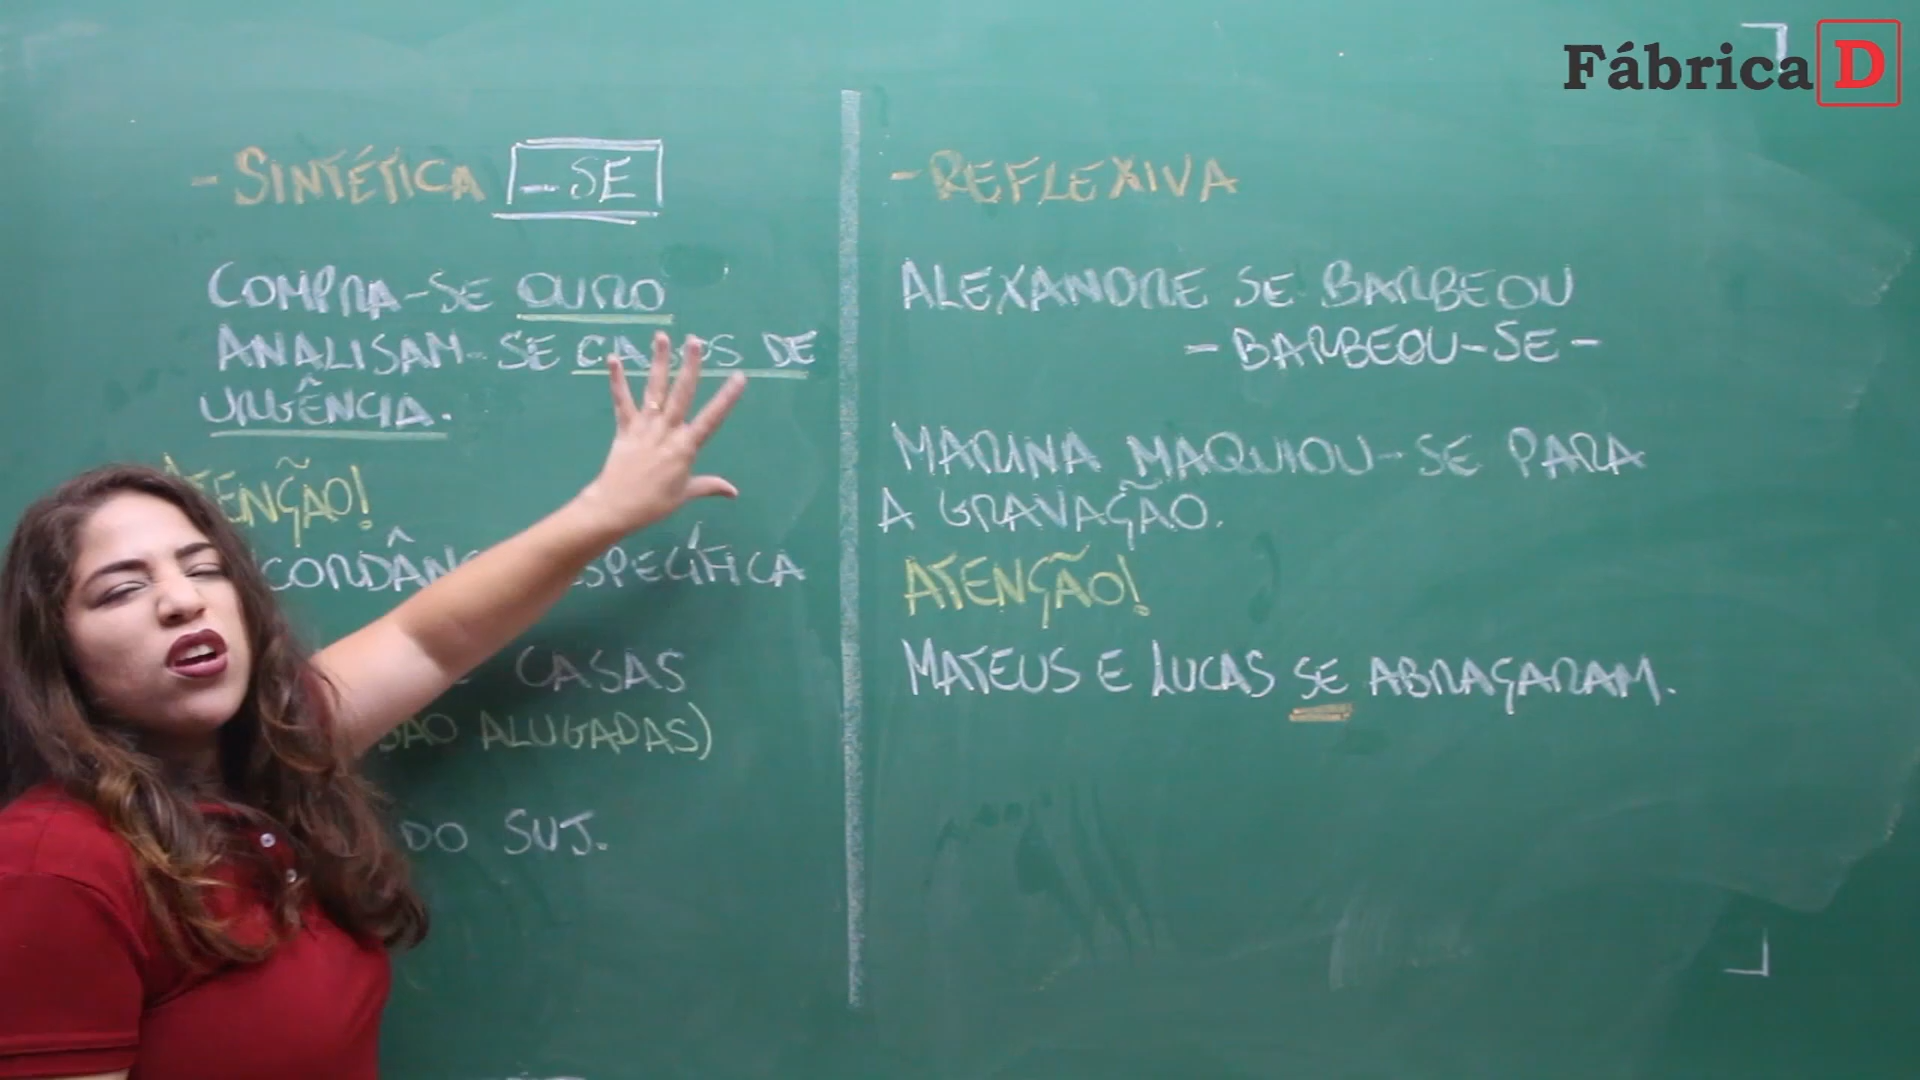 Fábrica D
- SINTÉTICA -SE
COMPRA-SE OURO
ANALISAM-SE CASOS DE
URGÊNCIA.
ATENÇÃO!
ESPECÍFICA
CASAS
SÃO ALUGADAS)
DO SUJ.
- REFLEXIVA
ALEXANDRE SE BARBEOU
- BARBEOU-SE -
MARINA MAQUIOU-SE PARA
A GRAVAÇÃO.
ATENÇÃO!
MATEUS E LUCAS SE ABRAÇARAM.